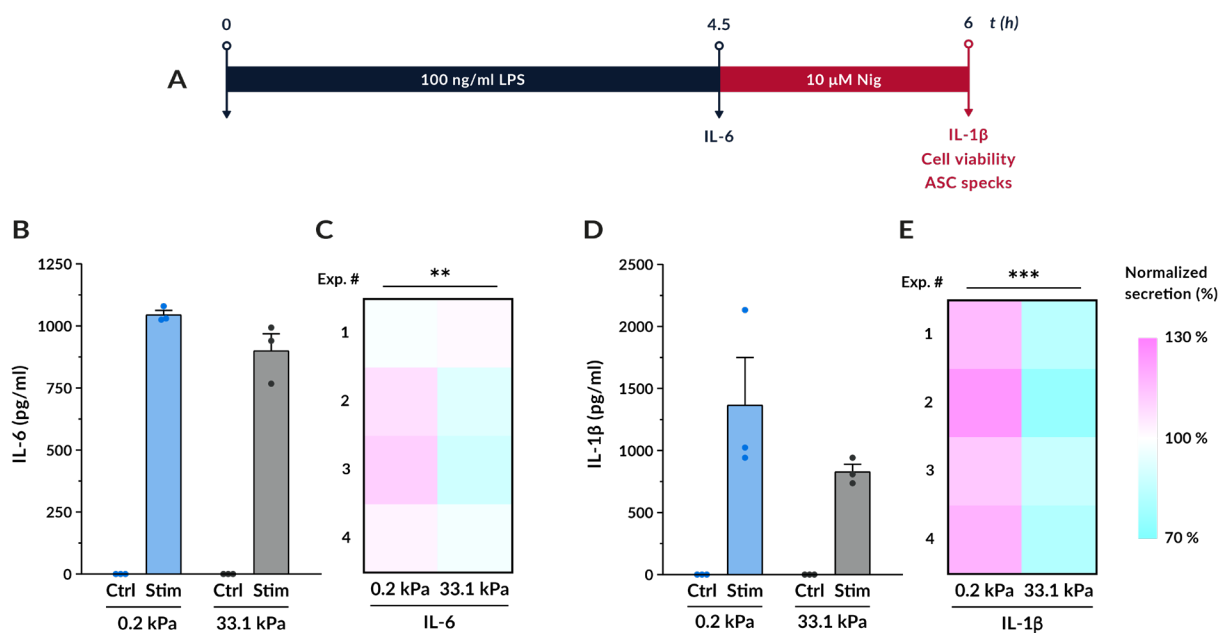 0 4.5 6 t (h)
A
100 ng/ml LPS 10 µM Nig
IL-6 IL-1β
Cell viability
ASC specks
B
IL-6 (pg/ml)
1250
1000
750
500
250
0
Ctrl Stim Ctrl Stim
0.2 kPa 33.1 kPa
C
Exp. # **
1
2
3
4
0.2 kPa 33.1 kPa
IL-6
D
IL-1β (pg/ml)
2500
2000
1500
1000
500
0
Ctrl Stim Ctrl Stim
0.2 kPa 33.1 kPa
E
Exp. # ***
1
2
3
4
0.2 kPa 33.1 kPa
IL-1β
Normalized
secretion (%)
130 %
100 %
70 %